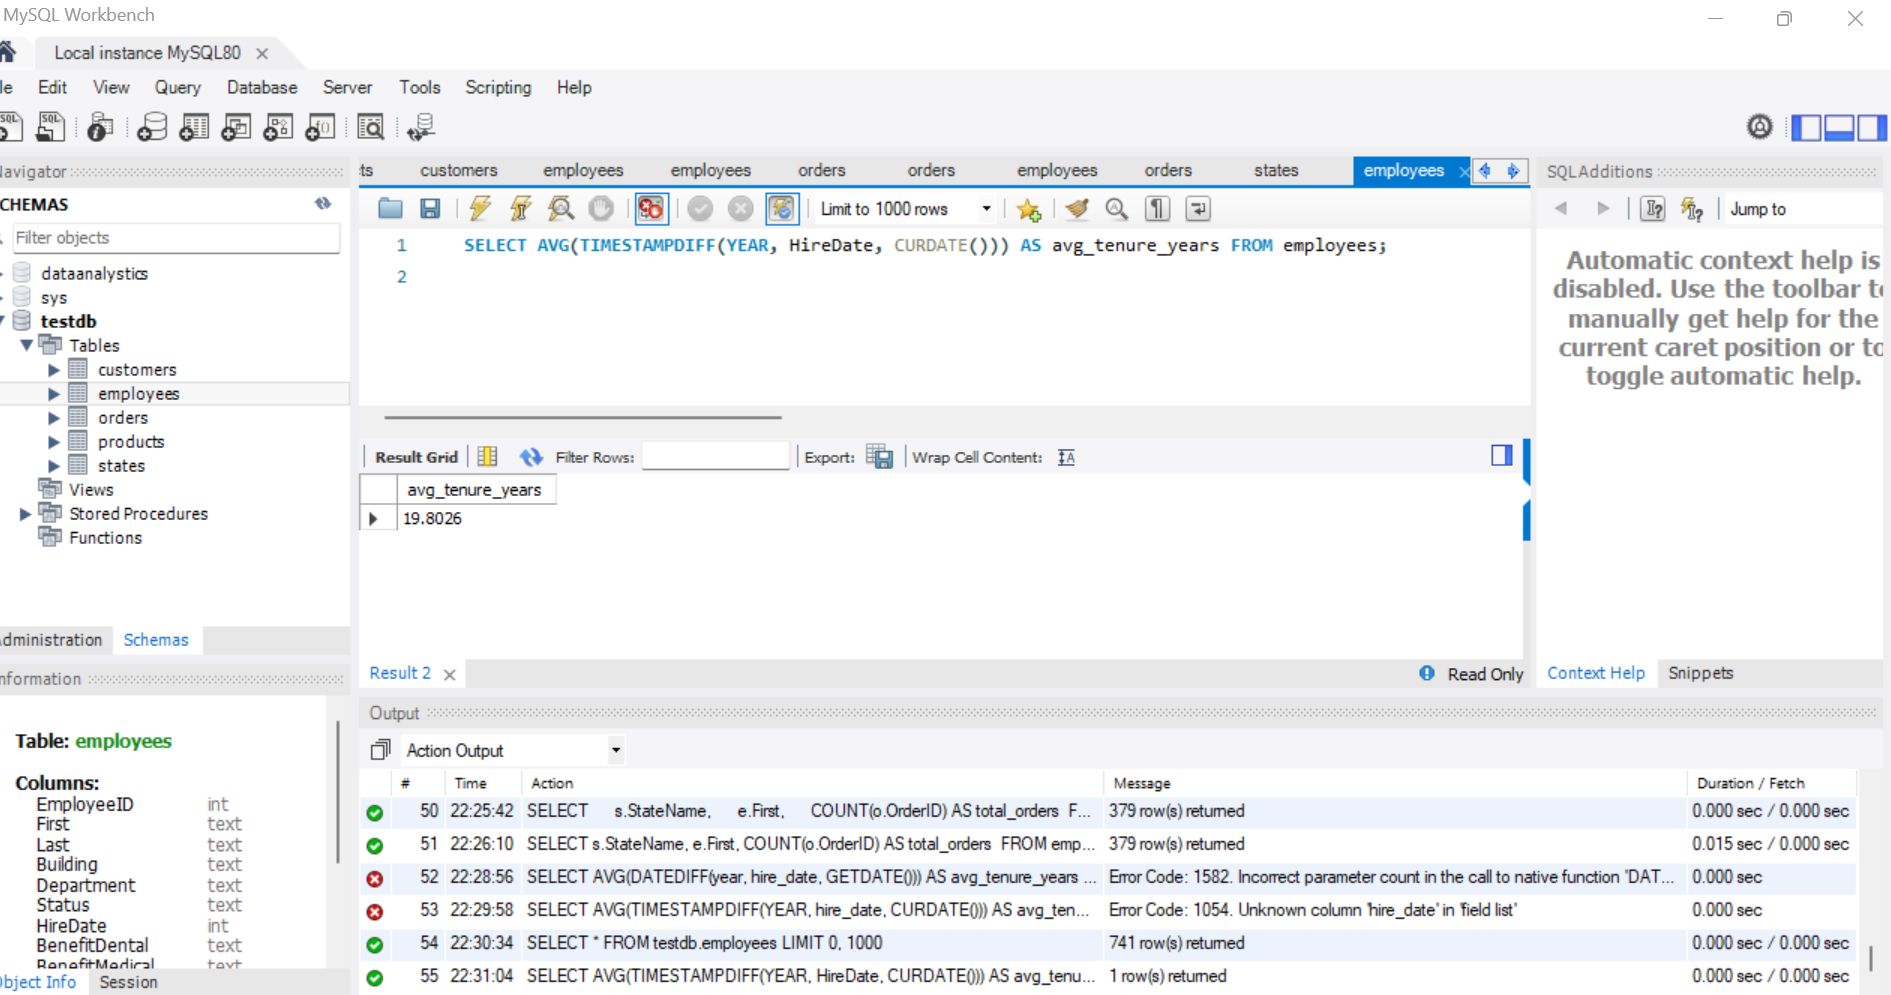 MySQL Workbench
Local instance MySQL80
le Edit View Query Database Server Tools Scripting Help
Navigator
SCHEMAS
Filter objects
dataanalystics
sys
testdb
Tables
customers
employees
orders
products
states
Views
Stored Procedures
Functions
Administration Schemas
Information
Table: employees
Columns:
EmployeeID int
First text
Last text
Building text
Department text
Status text
HireDate int
BenefitDental text
BenefitMedical text
Object Info Session
ts customers employees employees orders orders employees orders states employees
Limit to 1000 rows
1 SELECT AVG(TIMESTAMPDIFF(YEAR, HireDate, CURDATE())) AS avg_tenure_years FROM employees;
2
Result Grid Filter Rows: Export: Wrap Cell Content:
avg_tenure_years
19.8026
Result 2 Read Only
SQLAdditions
Jump to
Automatic context help is
disabled. Use the toolbar to
manually get help for the
current caret position or to
toggle automatic help.
Context Help Snippets
Output
Action Output
# Time Action Message Duration / Fetch
50 22:25:42 SELECT s.StateName, e.First, COUNT(o.OrderID) AS total_orders F... 379 row(s) returned 0.000 sec / 0.000 sec
51 22:26:10 SELECT s.StateName, e.First, COUNT(o.OrderID) AS total_orders FROM emp... 379 row(s) returned 0.015 sec / 0.000 sec
52 22:28:56 SELECT AVG(DATEDIFF(year, hire_date, GETDATE())) AS avg_tenure_years ... Error Code: 1582. Incorrect parameter count in the call to native function 'DAT... 0.000 sec
53 22:29:58 SELECT AVG(TIMESTAMPDIFF(YEAR, hire_date, CURDATE())) AS avg_ten... Error Code: 1054. Unknown column 'hire_date' in 'field list' 0.000 sec
54 22:30:34 SELECT * FROM testdb.employees LIMIT 0, 1000 741 row(s) returned 0.000 sec / 0.000 sec
55 22:31:04 SELECT AVG(TIMESTAMPDIFF(YEAR, HireDate, CURDATE())) AS avg_tenu... 1 row(s) returned 0.000 sec / 0.000 sec